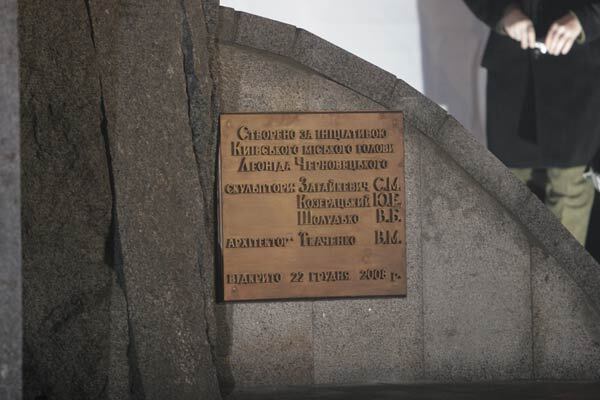 Створено за ініціативою
Київського міського голови
Леоніда Черновецького
скульптори Загайкевич С.М.
Козерацький Ю.Е.
Шолудько В.Б.
архітектор Ткаченко В.М.
відкрито 22 грудня 2008 г.